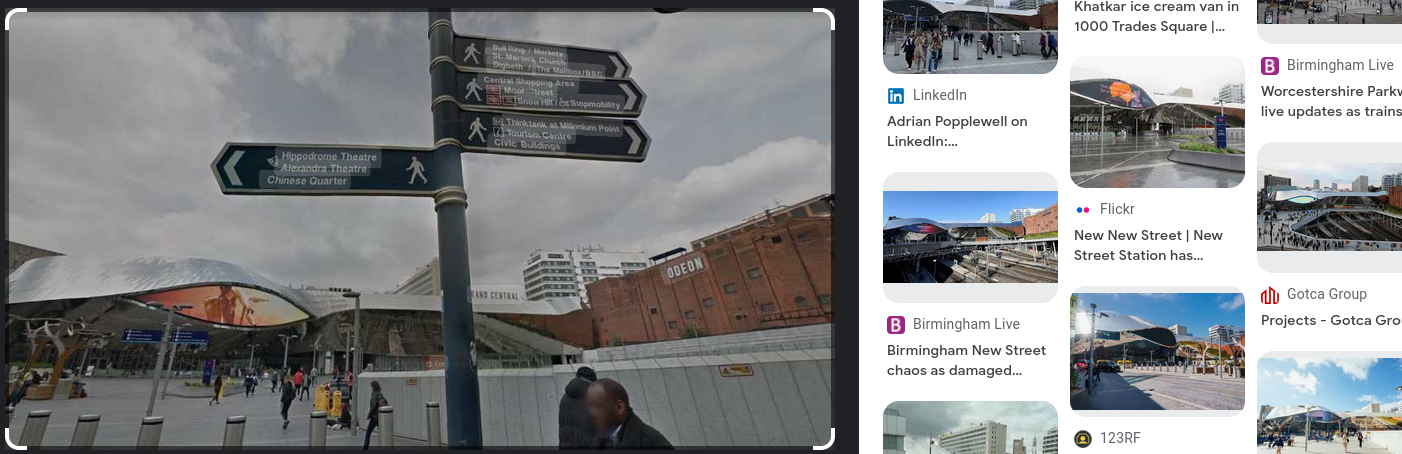 Bull Ring / Markets
St. Martin's Church
Digbeth / The Mailbox/BBC
Central Shopping Area
Moor Street
Snow Hill / Stopmobility
Thinktank at Millennium Point
Tourism Centre
Civic Buildings
Hippodrome Theatre
Alexandra Theatre
Chinese Quarter
ODEON
GRAND CENTRAL
LinkedIn
Adrian Popplewell on
LinkedIn:...
Birmingham Live
Birmingham New Street
chaos as damaged...
Khatkar ice cream van in
1000 Trades Square |...
Flickr
New New Street | New
Street Station has...
123RF
Birmingham Live
Worcestershire Parkw
live updates as trains
Gotca Group
Projects - Gotca Gro